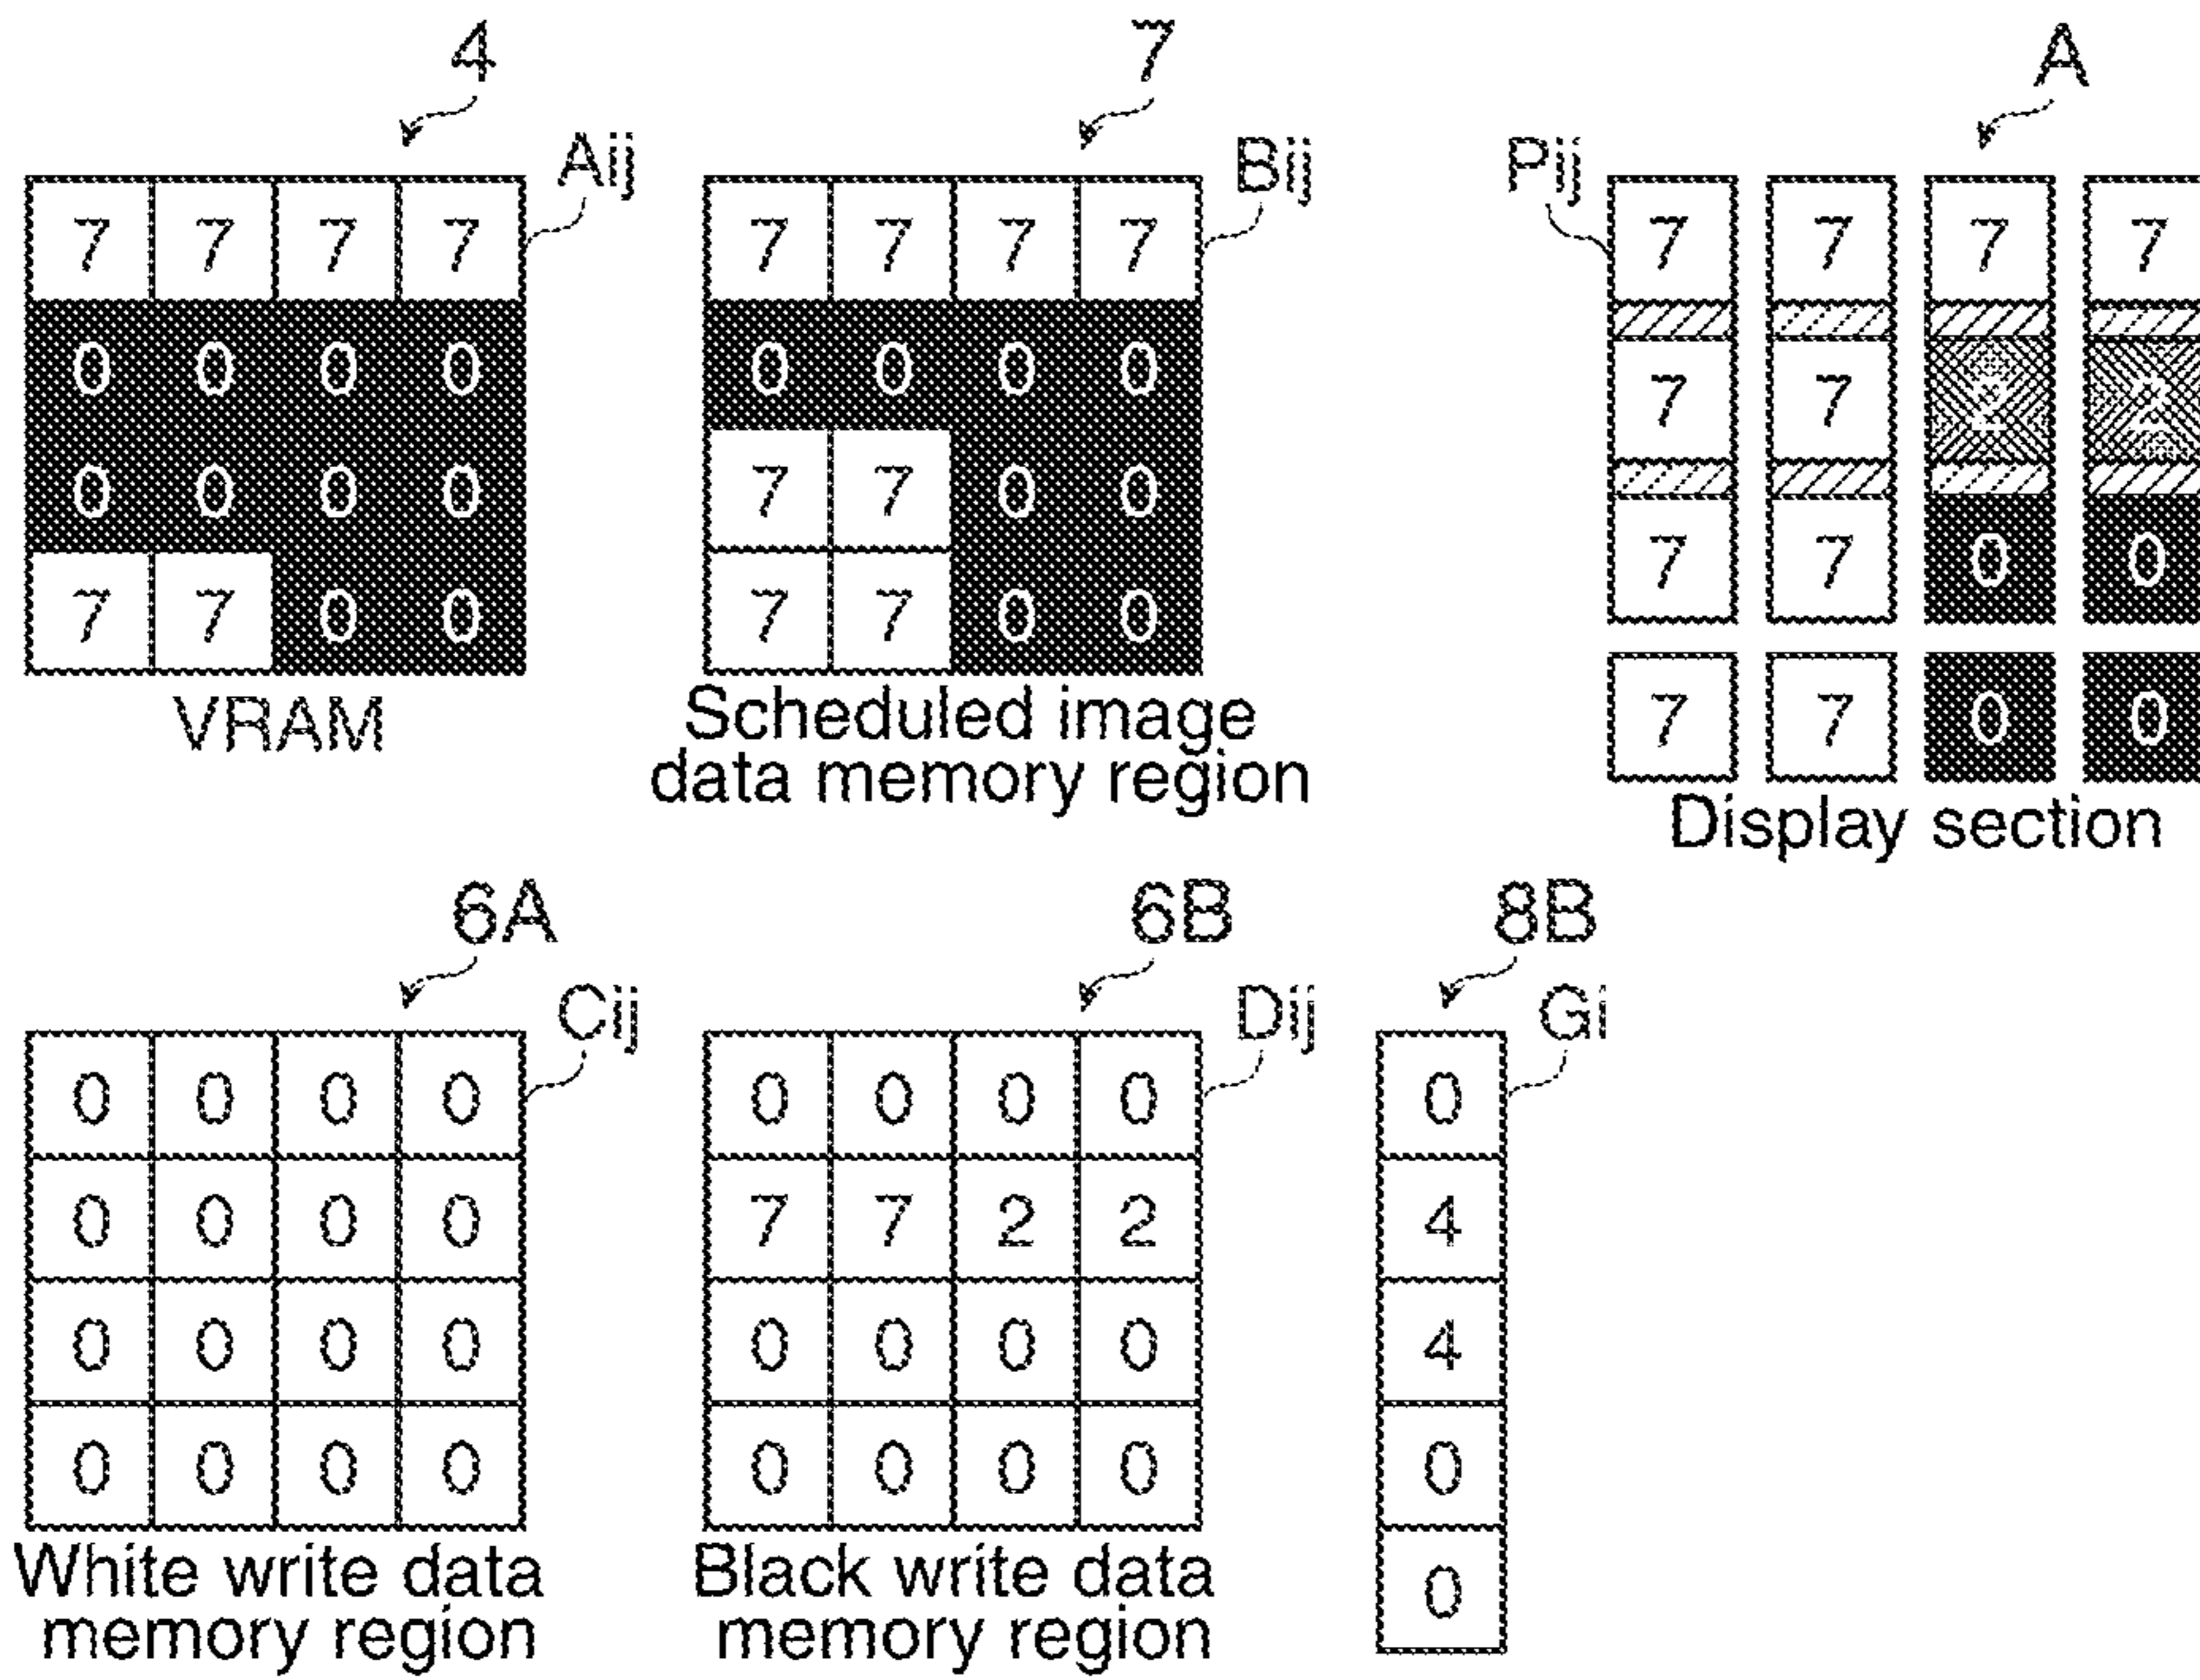 4 7 A
Aij Bij Pij
7 7 7 7 7 7 7 7 7 7 7 7
0 0 0 0 0 0 0 0 7 7 2 2
0 0 0 0 7 7 0 0 7 7 0 0
7 7 0 0 7 7 0 0 7 7 0 0
VRAM
Scheduled image
data memory region
Display section
6A 6B 8B
Cij Dij Gi
0 0 0 0 0 0 0 0 0
0 0 0 0 7 7 2 2 4
0 0 0 0 0 0 0 0 4
0 0 0 0 0 0 0 0 0
0
White write data
memory region
Black write data
memory region